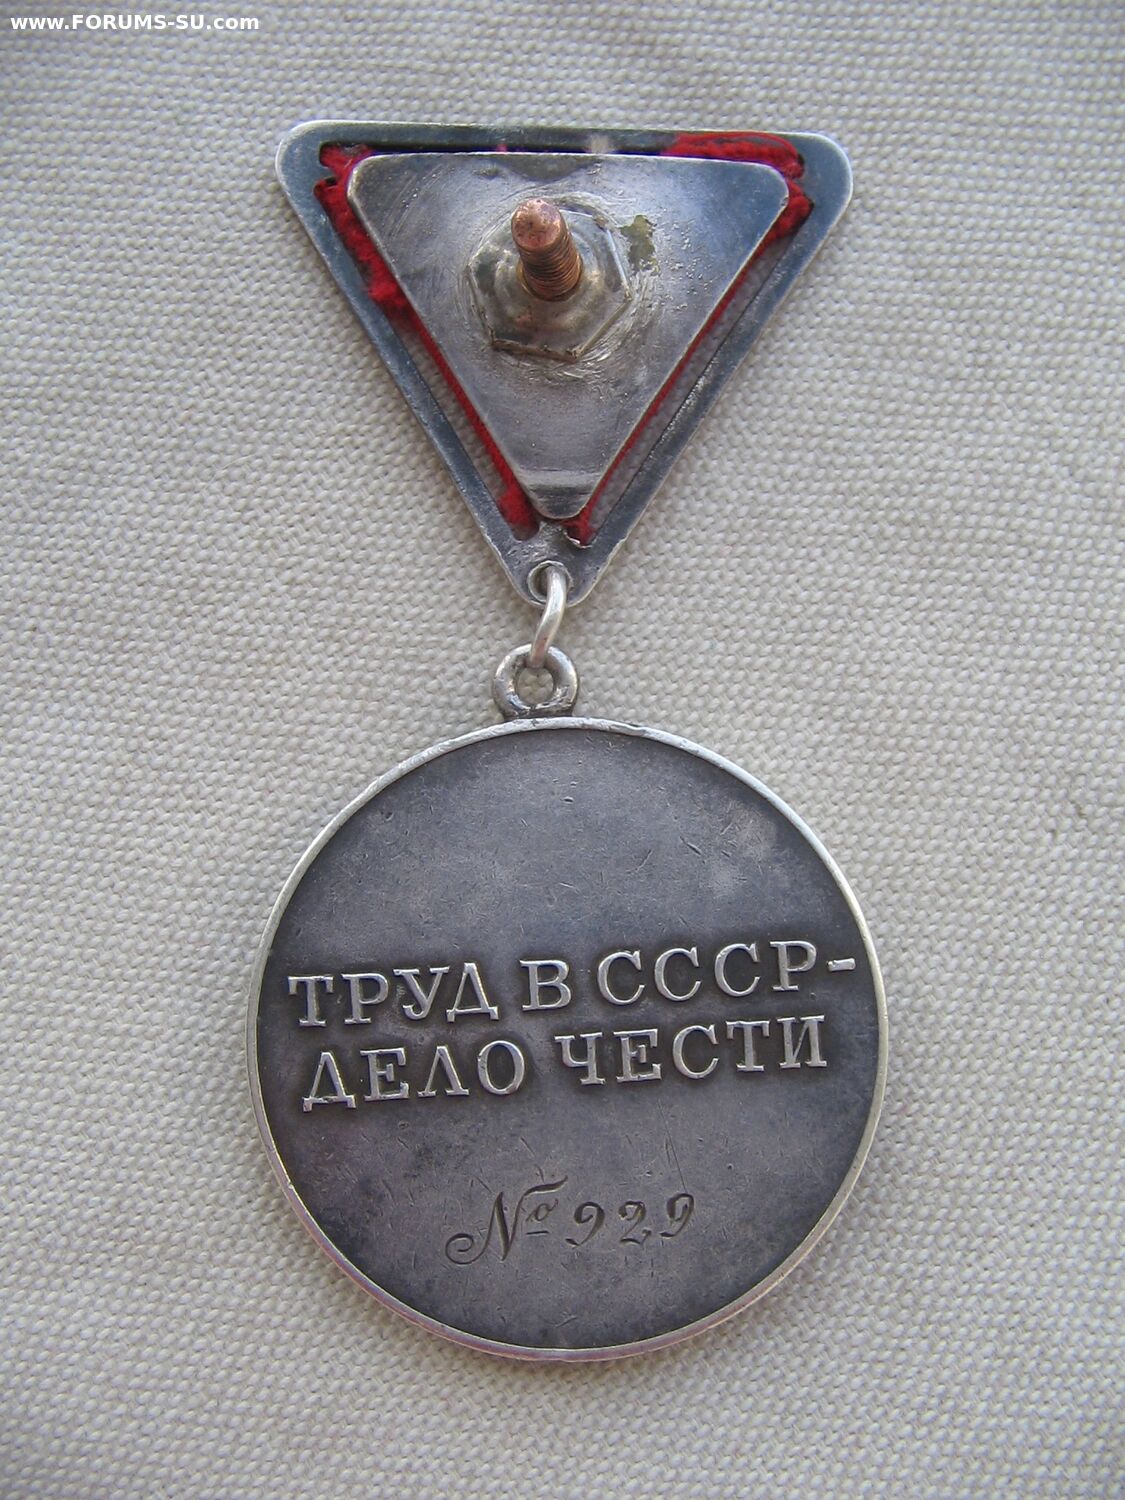 www.FORUMS-SU.com
ТРУД В СССР-
ДЕЛО ЧЕСТИ
№ 929